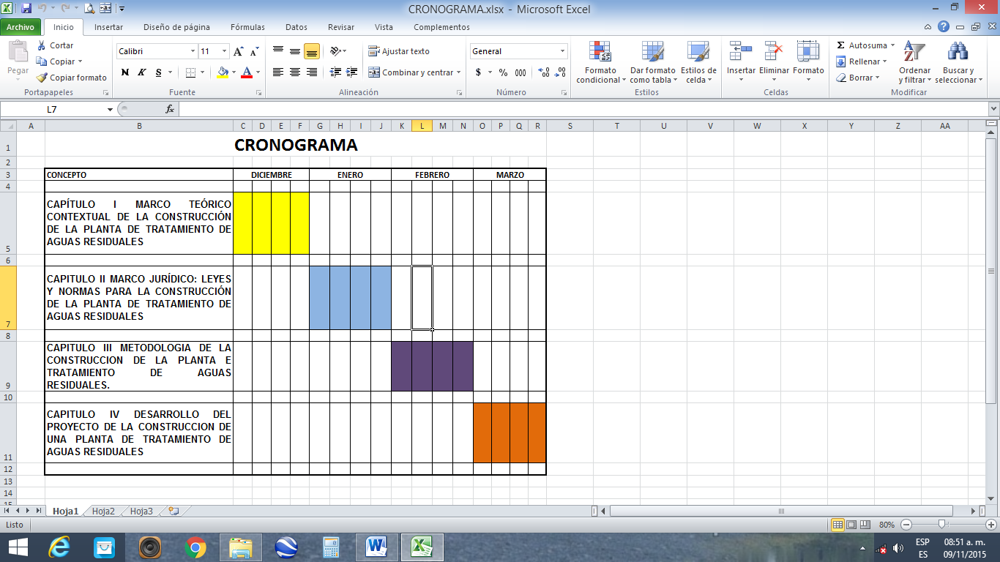 CRONOGRAMA.xlsx - Microsoft Excel
Archivo Inicio Insertar Diseño de página Fórmulas Datos Revisar Vista Complementos
Pegar
Cortar
Copiar
Copiar formato
Portapapeles
Calibri 11
N K S
Fuente
Ajustar texto
Combinar y centrar
Alineación
General
$ % 000
Número
Formato condicional
Dar formato como tabla
Estilos de celda
Estilos
Insertar Eliminar Formato
Celdas
Autosuma
Rellenar
Borrar
Ordenar y filtrar
Buscar y seleccionar
Modificar
L7
fx
A B C D E F G H I J K L M N O P Q R S T U V W X Y Z AA
1 CRONOGRAMA
2
3 CONCEPTO DICIEMBRE ENERO FEBRERO MARZO
4
CAPÍTULO I MARCO TEÓRICO
CONTEXTUAL DE LA CONSTRUCCIÓN
DE LA PLANTA DE TRATAMIENTO DE
AGUAS RESIDUALES
5
6
CAPITULO II MARCO JURÍDICO: LEYES
Y NORMAS PARA LA CONSTRUCCIÓN
DE LA PLANTA DE TRATAMIENTO DE
AGUAS RESIDUALES
7
8
CAPITULO III METODOLOGIA DE LA
CONSTRUCCION DE LA PLANTA E
TRATAMIENTO DE AGUAS
RESIDUALES.
9
10
CAPITULO IV DESARROLLO DEL
PROYECTO DE LA CONSTRUCCION DE
UNA PLANTA DE TRATAMIENTO DE
AGUAS RESIDUALES
11
12
13
14
15
Hoja1 Hoja2 Hoja3
Listo 80%
ESP 08:51 a. m.
ES 09/11/2015